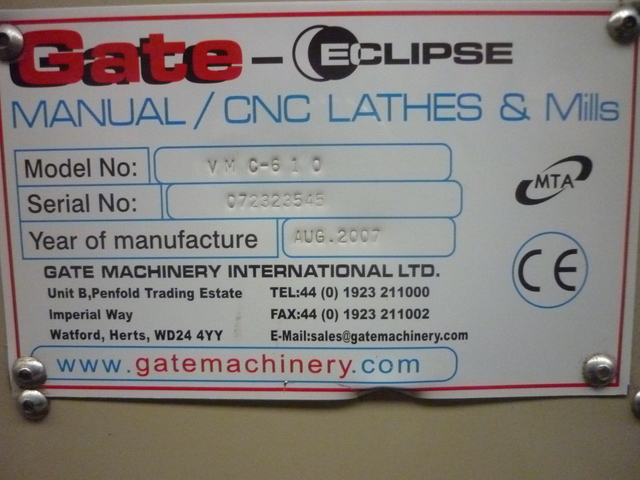 Gate - ECLIPSE
MANUAL / CNC LATHES & Mills
Model No: VMC-610
Serial No: 072323545
MTA
Year of manufacture AUG.2007
CE
GATE MACHINERY INTERNATIONAL LTD.
Unit B,Penfold Trading Estate TEL:44 (0) 1923 211000
Imperial Way FAX:44 (0) 1923 211002
Watford, Herts, WD24 4YY E-Mail:sales@gatemachinery.com
www.gatemachinery.com